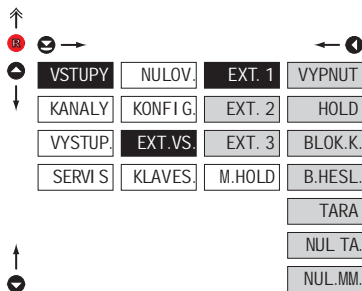 R
VSTUPY NULOV. EXT. 1 VYPNUT
KANALY KONFIG. EXT. 2 HOLD
VYSTUP. EXT.VS. EXT. 3 BLOK.K.
SERVIS KLAVES. M.HOLD B.HESL.
TARA
NUL TA.
NUL.MM.